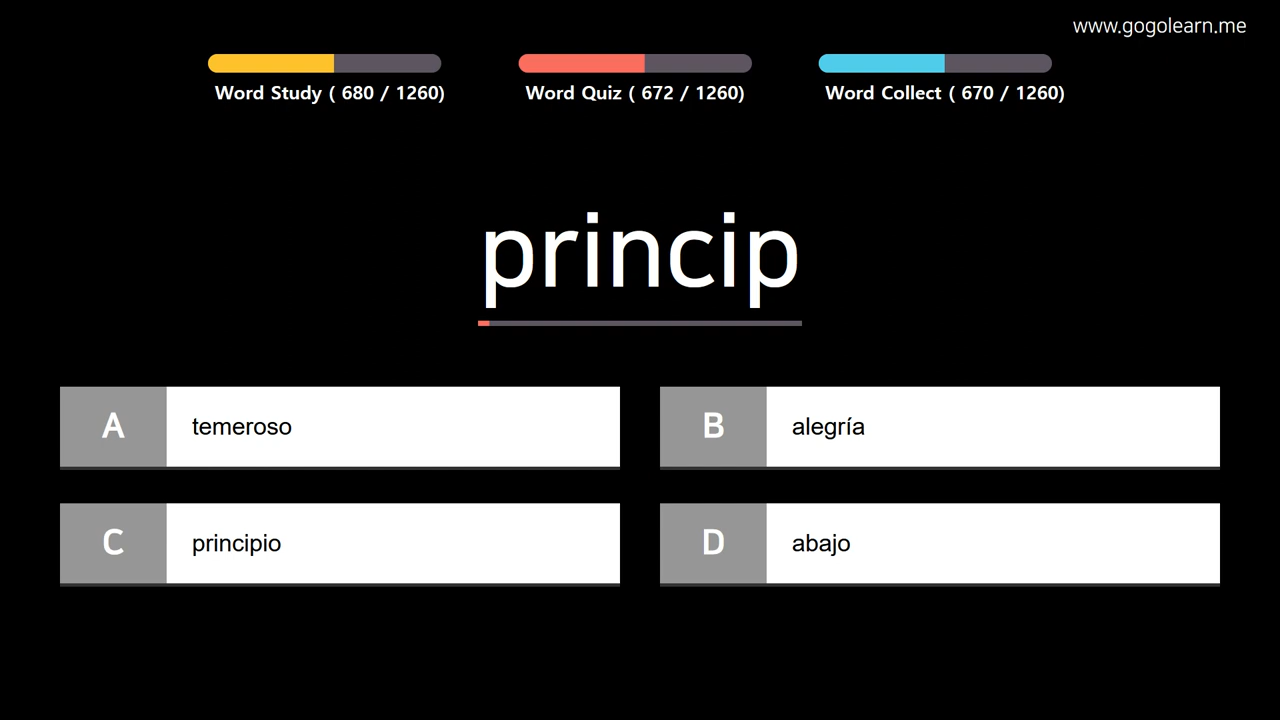 www.gogolearn.me
Word Study ( 680 / 1260)
Word Quiz ( 672 / 1260)
Word Collect ( 670 / 1260)
princip
A temeroso
B alegría
C principio
D abajo